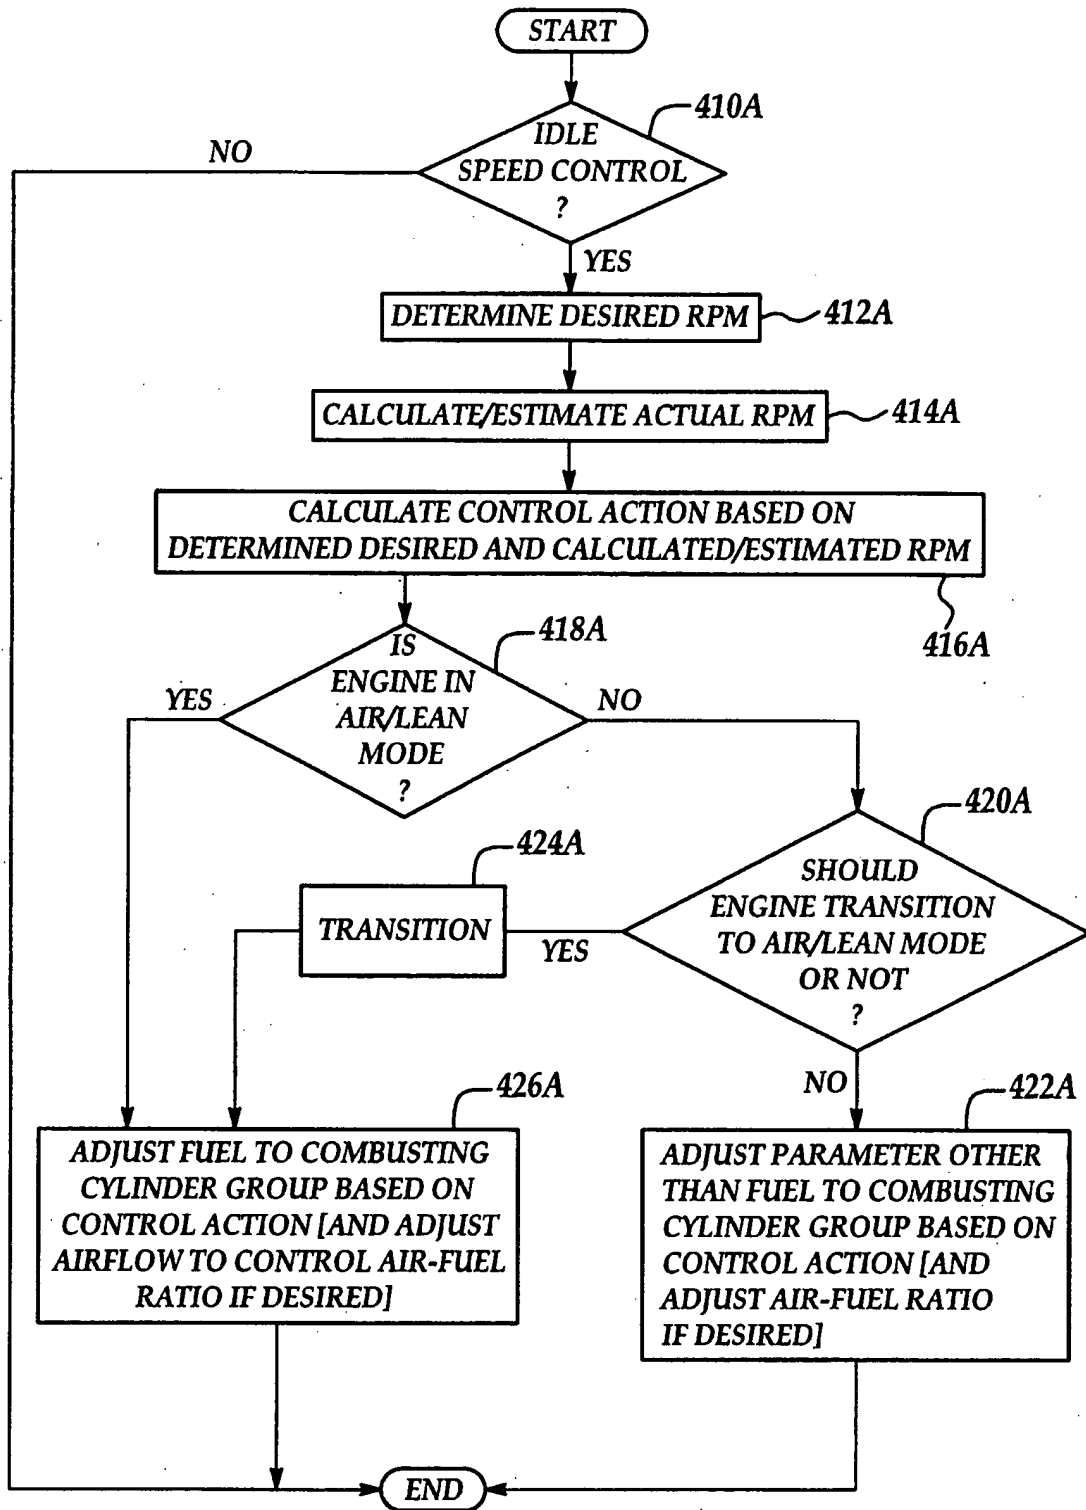 START
410A
IDLE
SPEED CONTROL
?
NO
YES
DETERMINE DESIRED RPM
412A
CALCULATE/ESTIMATE ACTUAL RPM
414A
CALCULATE CONTROL ACTION BASED ON
DETERMINED DESIRED AND CALCULATED/ESTIMATED RPM
416A
418A
IS
ENGINE IN
AIR/LEAN
MODE
?
YES
NO
420A
SHOULD
ENGINE TRANSITION
TO AIR/LEAN MODE
OR NOT
?
424A
TRANSITION
YES
NO
426A
ADJUST FUEL TO COMBUSTING
CYLINDER GROUP BASED ON
CONTROL ACTION [AND ADJUST
AIRFLOW TO CONTROL AIR-FUEL
RATIO IF DESIRED]
422A
ADJUST PARAMETER OTHER
THAN FUEL TO COMBUSTING
CYLINDER GROUP BASED ON
CONTROL ACTION [AND
ADJUST AIR-FUEL RATIO
IF DESIRED]
END